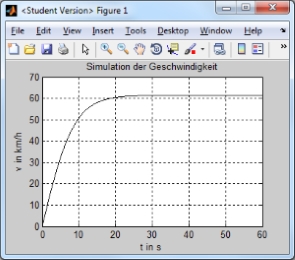 <Student Version> Figure 1
File Edit View Insert Tools Desktop Window Help
Simulation der Geschwindigkeit
70
60
50
40
30
20
10
0
v in km/h
0 10 20 30 40 50 60
t in s